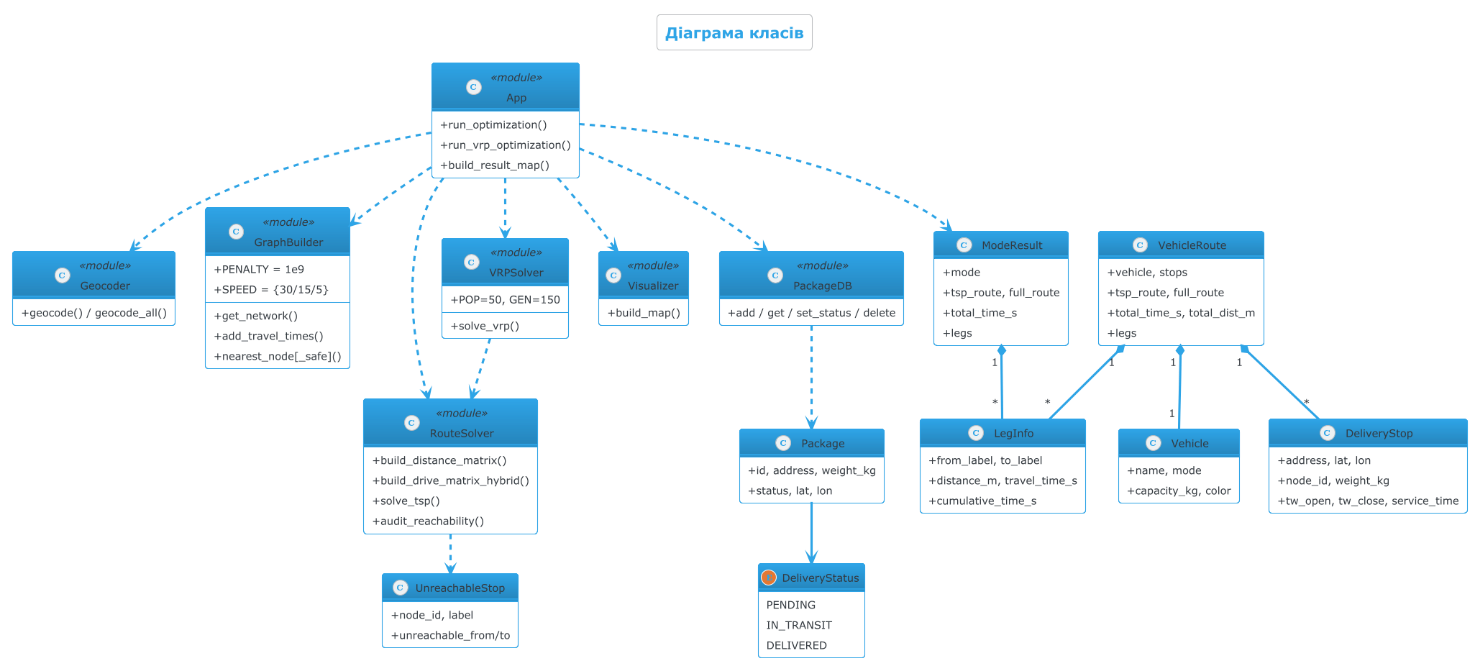 Діаграма класів
C
«module»
App
+run_optimization()
+run_vrp_optimization()
+build_result_map()
C
«module»
Geocoder
+geocode() / geocode_all()
C
«module»
GraphBuilder
+PENALTY = 1e9
+SPEED = {30/15/5}
+get_network()
+add_travel_times()
+nearest_node[_safe]()
C
«module»
VRPSolver
+POP=50, GEN=150
+solve_vrp()
C
«module»
Visualizer
+build_map()
C
«module»
PackageDB
+add / get / set_status / delete
C
ModeResult
+mode
+tsp_route, full_route
+total_time_s
+legs
C
VehicleRoute
+vehicle, stops
+tsp_route, full_route
+total_time_s, total_dist_m
+legs
1
*
1
*
1
1
1
*
C
«module»
RouteSolver
+build_distance_matrix()
+build_drive_matrix_hybrid()
+solve_tsp()
+audit_reachability()
C
Package
+id, address, weight_kg
+status, lat, lon
C
LegInfo
+from_label, to_label
+distance_m, travel_time_s
+cumulative_time_s
C
Vehicle
+name, mode
+capacity_kg, color
C
DeliveryStop
+address, lat, lon
+node_id, weight_kg
+tw_open, tw_close, service_time
C
UnreachableStop
+node_id, label
+unreachable_from/to
DeliveryStatus
PENDING
IN_TRANSIT
DELIVERED